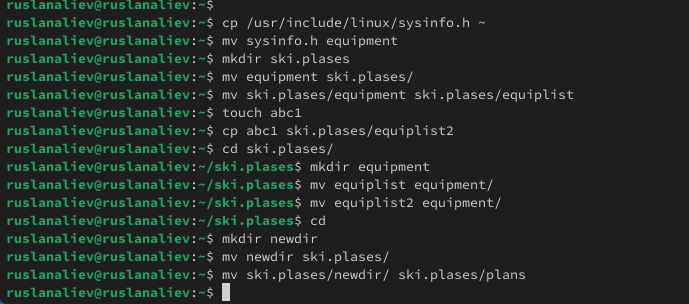 ruslanaliev@ruslanaliev:~$
ruslanaliev@ruslanaliev:~$ cp /usr/include/linux/sysinfo.h ~
ruslanaliev@ruslanaliev:~$ mv sysinfo.h equipment
ruslanaliev@ruslanaliev:~$ mkdir ski.plases
ruslanaliev@ruslanaliev:~$ mv equipment ski.plases/
ruslanaliev@ruslanaliev:~$ mv ski.plases/equipment ski.plases/equiplist
ruslanaliev@ruslanaliev:~$ touch abc1
ruslanaliev@ruslanaliev:~$ cp abc1 ski.plases/equiplist2
ruslanaliev@ruslanaliev:~$ cd ski.plases/
ruslanaliev@ruslanaliev:~/ski.plases$ mkdir equipment
ruslanaliev@ruslanaliev:~/ski.plases$ mv equiplist equipment/
ruslanaliev@ruslanaliev:~/ski.plases$ mv equiplist2 equipment/
ruslanaliev@ruslanaliev:~/ski.plases$ cd
ruslanaliev@ruslanaliev:~$ mkdir newdir
ruslanaliev@ruslanaliev:~$ mv newdir ski.plases/
ruslanaliev@ruslanaliev:~$ mv ski.plases/newdir/ ski.plases/plans
ruslanaliev@ruslanaliev:~$